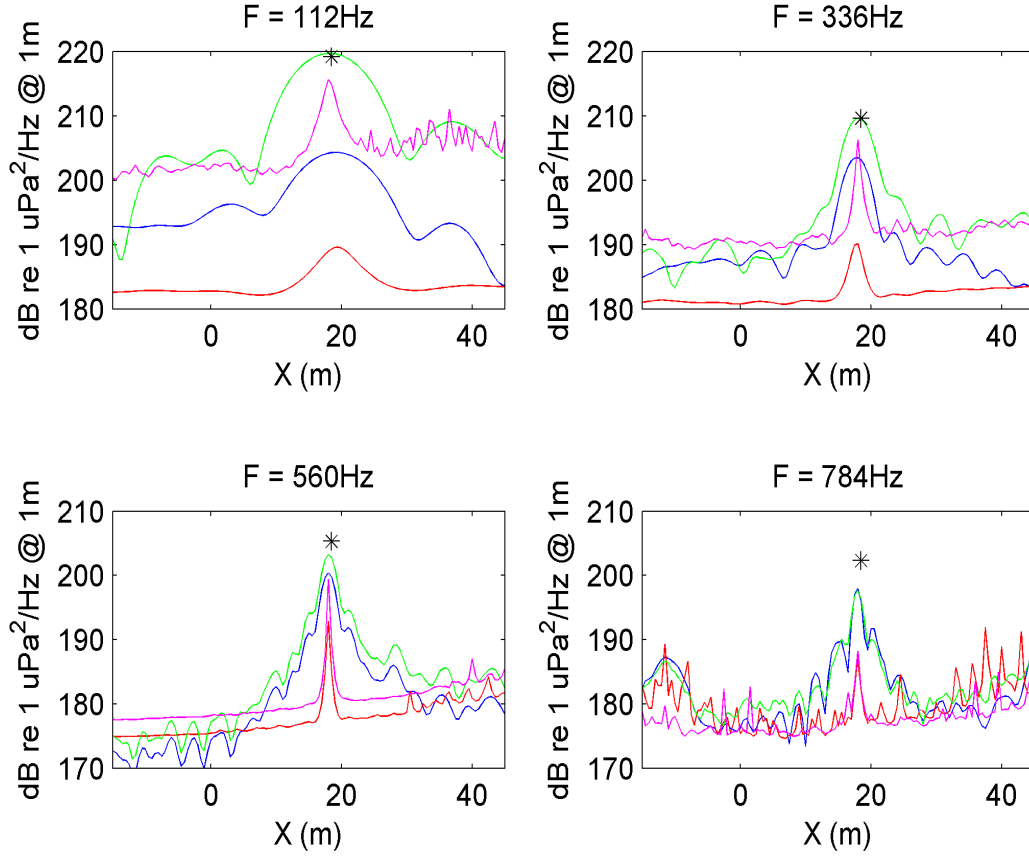 F = 112Hz
dB re 1 uPa²/Hz @ 1m
220
210
200
190
180
0
20
40
X (m)
F = 336Hz
dB re 1 uPa²/Hz @ 1m
220
210
200
190
180
0
20
40
X (m)
F = 560Hz
dB re 1 uPa²/Hz @ 1m
210
200
190
180
170
0
20
40
X (m)
F = 784Hz
dB re 1 uPa²/Hz @ 1m
210
200
190
180
170
0
20
40
X (m)